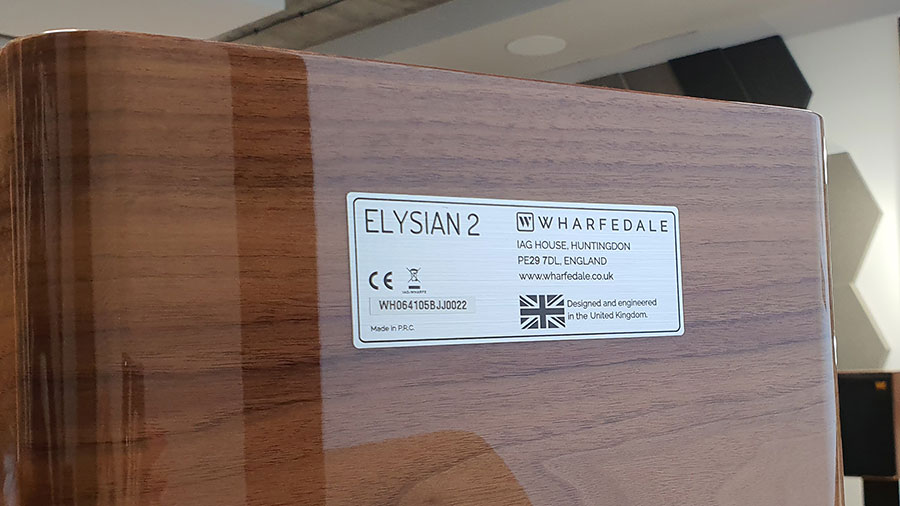 ELYSIAN 2
WH064105BJJ0022
Made in P.R.C.
W WHARFEDALE
IAG HOUSE, HUNTINGDON
PE29 7DL, ENGLAND
www.wharfedale.co.uk
Designed and engineered
in the United Kingdom.